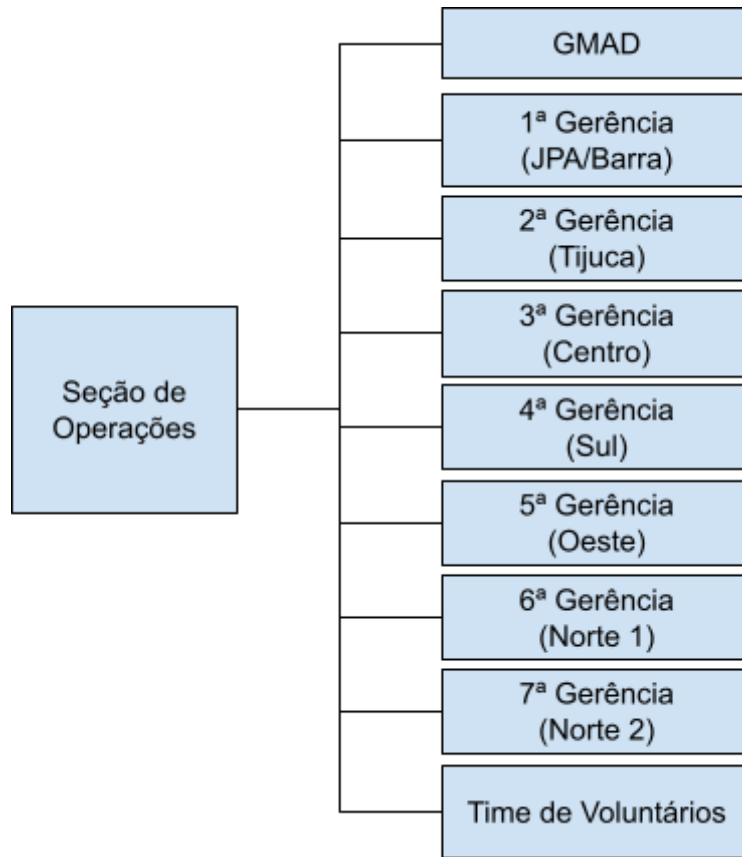 GMAD
1ª Gerência
(JPA/Barra)
2ª Gerência
(Tijuca)
3ª Gerência
(Centro)
Seção de
Operações
4ª Gerência
(Sul)
5ª Gerência
(Oeste)
6ª Gerência
(Norte 1)
7ª Gerência
(Norte 2)
Time de Voluntários